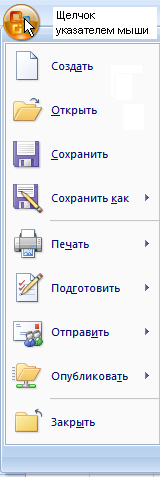 Щелчок
указателем мыши
Создать
Открыть
Сохранить
Сохранить как
Печать
Подготовить
Отправить
Опубликовать
Закрыть